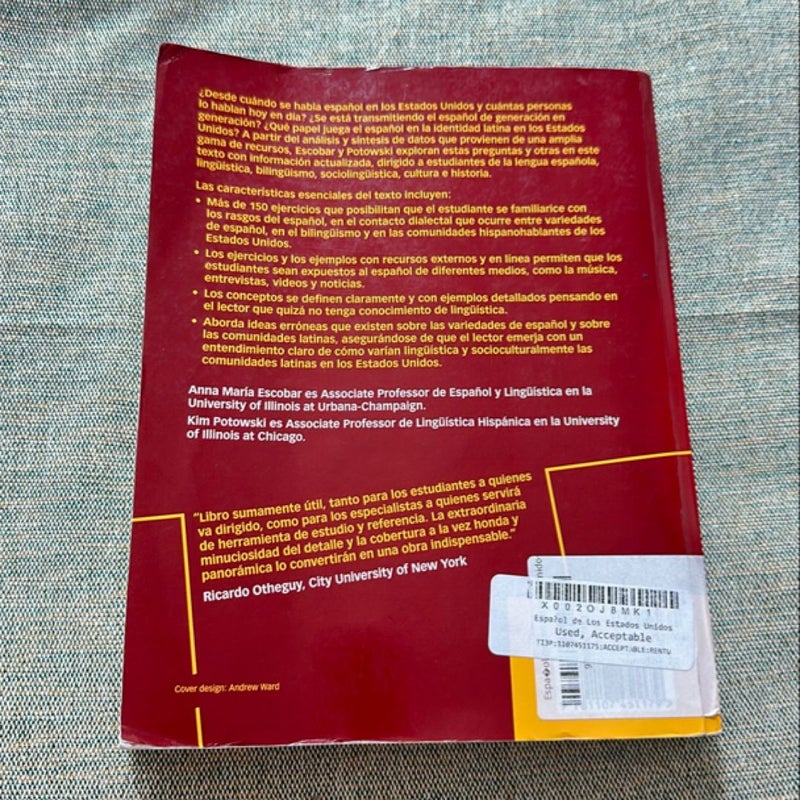 ¿Desde cuándo se habla español en los Estados Unidos y cuántas personas
lo hablan hoy en día? ¿Se está transmitiendo el español de generación en
generación? ¿Qué papel juega el español en la identidad latina en los Estados
Unidos? A partir del análisis y síntesis de datos que provienen de una amplia
gama de recursos, Escobar y Potowski exploran estas preguntas y otras en este
texto con información actualizada, dirigido a estudiantes de la lengua española,
lingüística, bilingüismo, sociolingüística, cultura e historia.
Las características esenciales del texto incluyen:
• Más de 150 ejercicios que posibilitan que el estudiante se familiarice con
los rasgos del español, en el contacto dialectal que ocurre entre variedades
de español, en el bilingüismo y en las comunidades hispanohablantes de los
Estados Unidos.
• Los ejercicios y los ejemplos con recursos externos y en línea permiten que los
estudiantes sean expuestos al español de diferentes medios, como la música,
entrevistas, videos y noticias.
• Los conceptos se definen claramente y con ejemplos detallados pensando en
el lector que quizá no tenga conocimiento de lingüística.
• Aborda ideas erróneas que existen sobre las variedades de español y sobre
las comunidades latinas, asegurándose de que el lector emerja con un
entendimiento claro de cómo varían lingüística y socioculturalmente las
comunidades latinas en los Estados Unidos.
Anna María Escobar es Associate Professor de Español y Lingüística en la
University of Illinois at Urbana-Champaign.
Kim Potowski es Associate Professor de Lingüística Hispánica en la University
of Illinois at Chicago.
"Libro sumamente útil, tanto para los estudiantes a quienes
va dirigido, como para los especialistas a quienes servirá
de herramienta de estudio y referencia. La extraordinaria
minuciosidad del detalle y la cobertura a la vez honda y
panorámica lo convertirán en una obra indispensable."
Ricardo Otheguy, City University of New York
Cover design: Andrew Ward
X002OJ8MK1
Espa?ol de Los Estados Unidos
Used, Acceptable